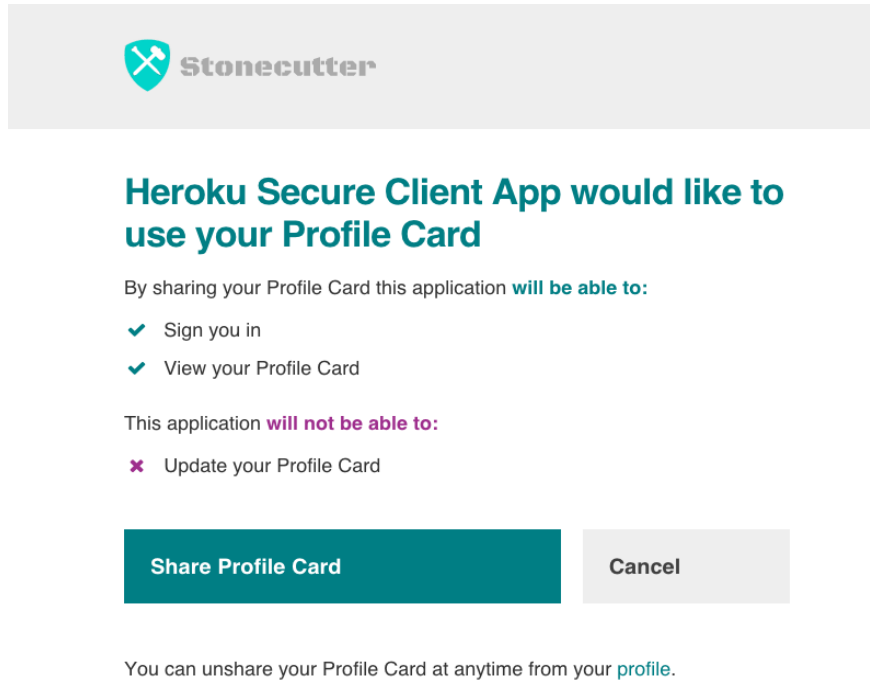 Stonecutter
Heroku Secure Client App would like to
use your Profile Card
By sharing your Profile Card this application will be able to:
Sign you in
View your Profile Card
This application will not be able to:
Update your Profile Card
Share Profile Card
Cancel
You can unshare your Profile Card at anytime from your profile.